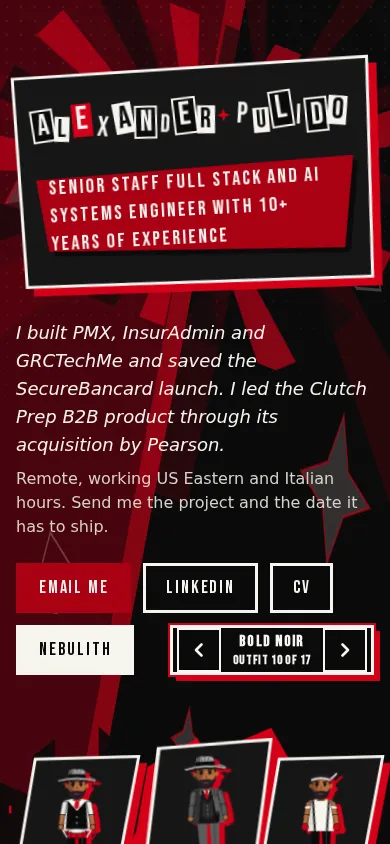 ALEXANDER PULIDO
SENIOR STAFF FULL STACK AND AI
SYSTEMS ENGINEER WITH 10+
YEARS OF EXPERIENCE
I built PMX, InsurAdmin and
GRCTechMe and saved the
SecureBancard launch. I led the Clutch
Prep B2B product through its
acquisition by Pearson.
Remote, working US Eastern and Italian
hours. Send me the project and the date it
has to ship.
EMAIL ME
LINKEDIN
CV
NEBULITH
BOLD NOIR
OUTFIT 10 OF 17